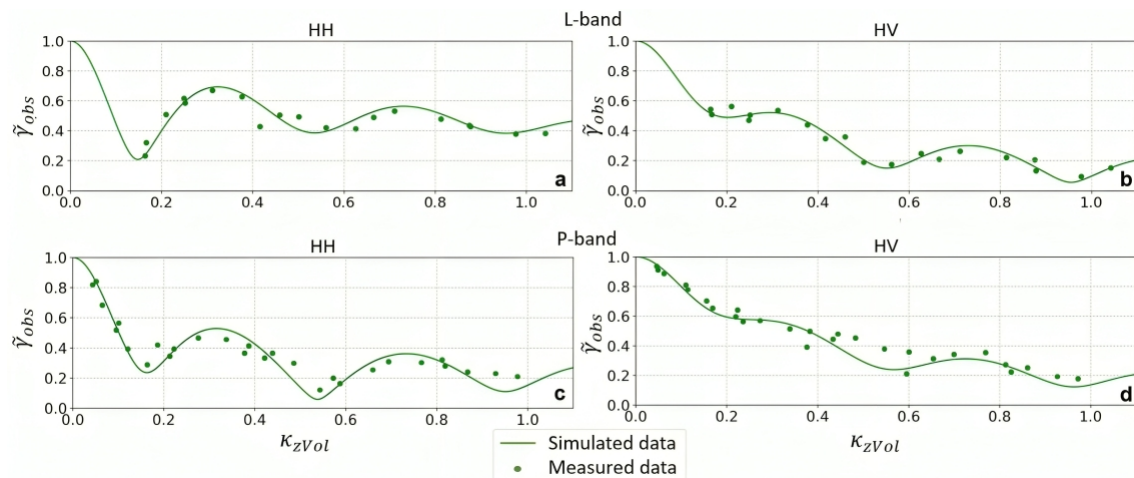 L-band
HH HV
1.0 1.0
0.8 0.8
0.6 0.6
γ̃obs γ̃obs
0.4 0.4
0.2 0.2
a b
0.0 0.0
0.0 0.2 0.4 0.6 0.8 1.0 0.0 0.2 0.4 0.6 0.8 1.0
P-band
HH HV
1.0 1.0
0.8 0.8
0.6 0.6
γ̃obs γ̃obs
0.4 0.4
0.2 0.2
c d
0.0 0.0
0.0 0.2 0.4 0.6 0.8 1.0 0.0 0.2 0.4 0.6 0.8 1.0
κzVol κzVol
Simulated data
Measured data